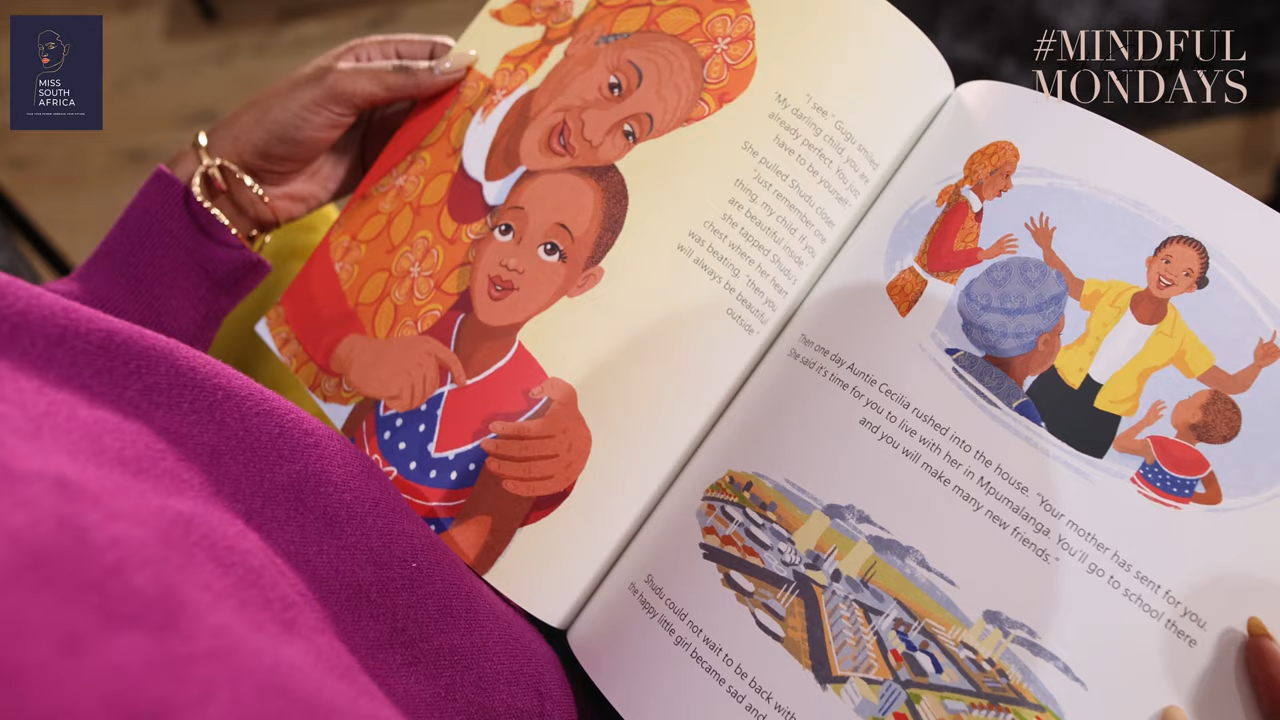 MISS
SOUTH
AFRICA
#MINDFUL
MONDAYS
"I see." Gugu smiled.
"My darling child, you are
already perfect. You just
have to be yourself."
She pulled Shudu closer.
"Just remember one
thing, my child. If you
are beautiful inside,"
she tapped Shudu's
chest where her heart
was beating, "then you
will always be beautiful
outside."
Then one day Auntie Cecilia rushed into the house. "Your mother has sent for you.
She said it's time for you to live with her in Mpumalanga. You'll go to school there
and you will make many new friends."
Shudu could not wait to be back with
the happy little girl became sad and